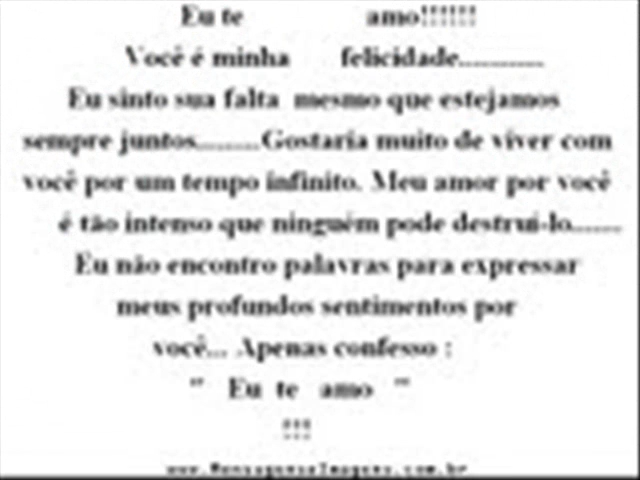 Eu te amo!!!!!!
Você é minha felicidade............
Eu sinto sua falta mesmo que estejamos
sempre juntos.........Gostaria muito de viver com
você por um tempo infinito. Meu amor por você
é tão intenso que ninguém pode destruí-lo.......
Eu não encontro palavras para expressar
meus profundos sentimentos por
você... Apenas confesso :
" Eu te amo "
!!!
www.MensagenseImagens.com.br